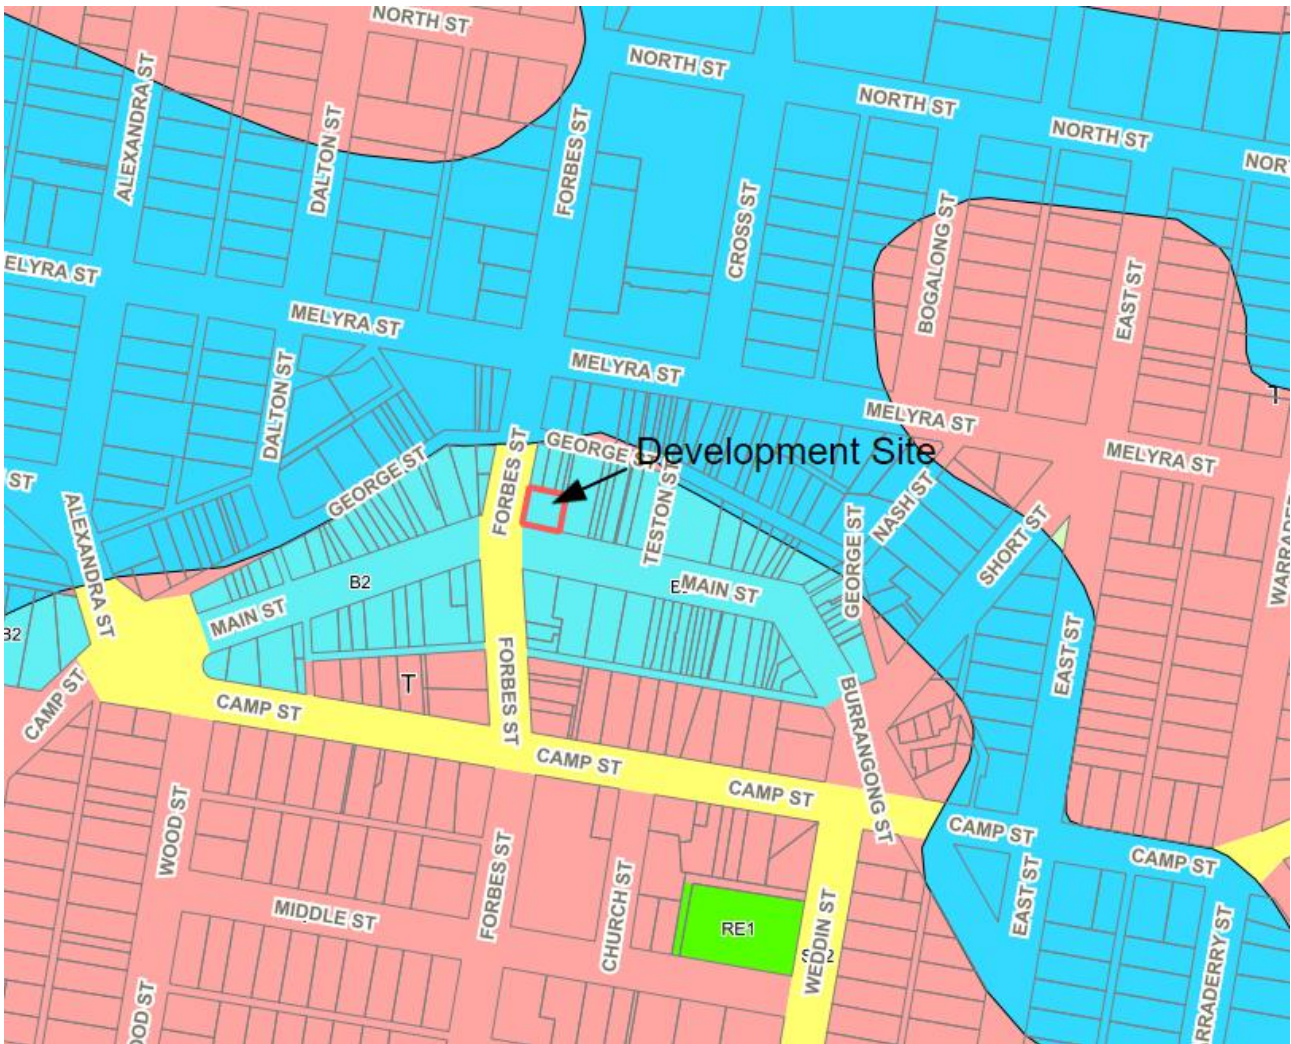 NORTH ST
NORTH ST
NORTH ST
NORTH ST
ALEXANDRA ST
DALTON ST
FORBES ST
CROSS ST
BOGALONG ST
EAST ST
ELYRA ST
MELYRA ST
MELYRA ST
MELYRA ST
MELYRA ST
DALTON ST
GEORGE ST
FORBES ST
GEORGE
Development Site
TESTON ST
NASH ST
GEORGE ST
SHORT ST
ST
ALEXANDRA ST
B2
B2
MAIN ST
MAIN ST
T
T
FORBES ST
EAST ST
CAMP ST
CAMP ST
CAMP ST
CAMP ST
CAMP ST
CAMP ST
BURRANGONG ST
WOOD ST
FORBES ST
CHURCH ST
MIDDLE ST
RE1
WEDDIN ST
EAST ST
RRADERRY ST
OOD ST